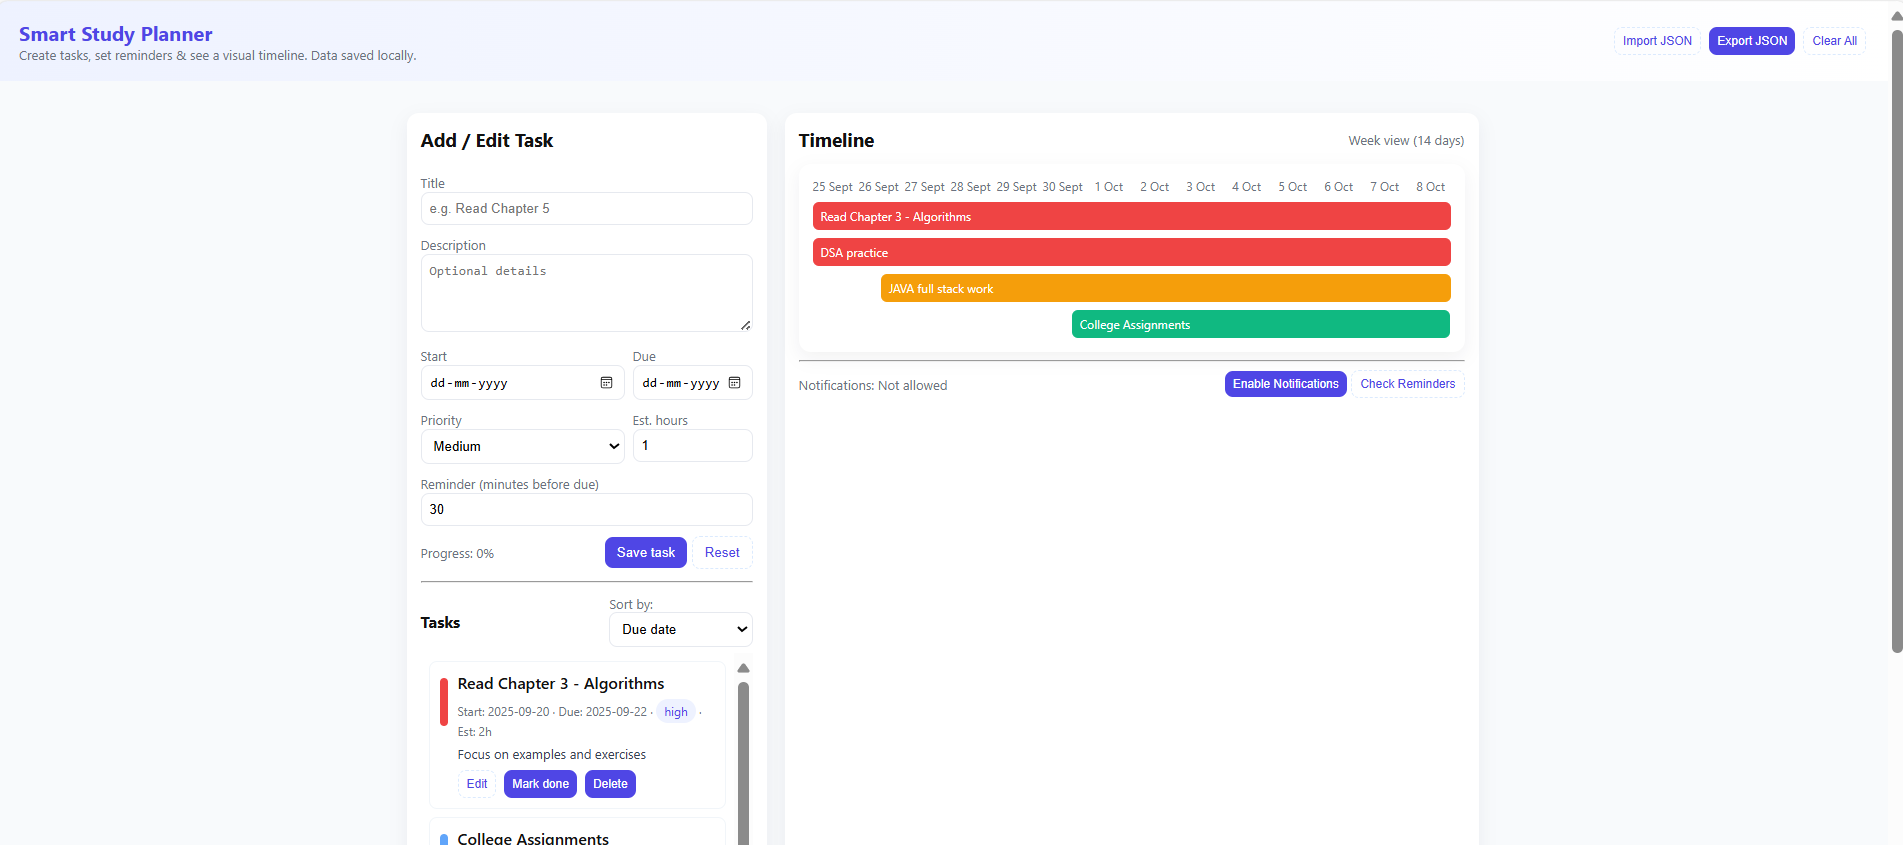 Smart Study Planner
Create tasks, set reminders & see a visual timeline. Data saved locally.
Import JSON
Export JSON
Clear All
Add / Edit Task
Title
e.g. Read Chapter 5
Description
Optional details
Start
Due
dd-mm-yyyy
dd-mm-yyyy
Priority
Est. hours
Medium
1
Reminder (minutes before due)
30
Progress: 0%
Save task
Reset
Tasks
Sort by:
Due date
Read Chapter 3 - Algorithms
Start: 2025-09-20 · Due: 2025-09-22 · high ·
Est: 2h
Focus on examples and exercises
Edit
Mark done
Delete
College Assignments
Timeline
Week view (14 days)
25 Sept 26 Sept 27 Sept 28 Sept 29 Sept 30 Sept 1 Oct 2 Oct 3 Oct 4 Oct 5 Oct 6 Oct 7 Oct 8 Oct
Read Chapter 3 - Algorithms
DSA practice
JAVA full stack work
College Assignments
Notifications: Not allowed
Enable Notifications
Check Reminders